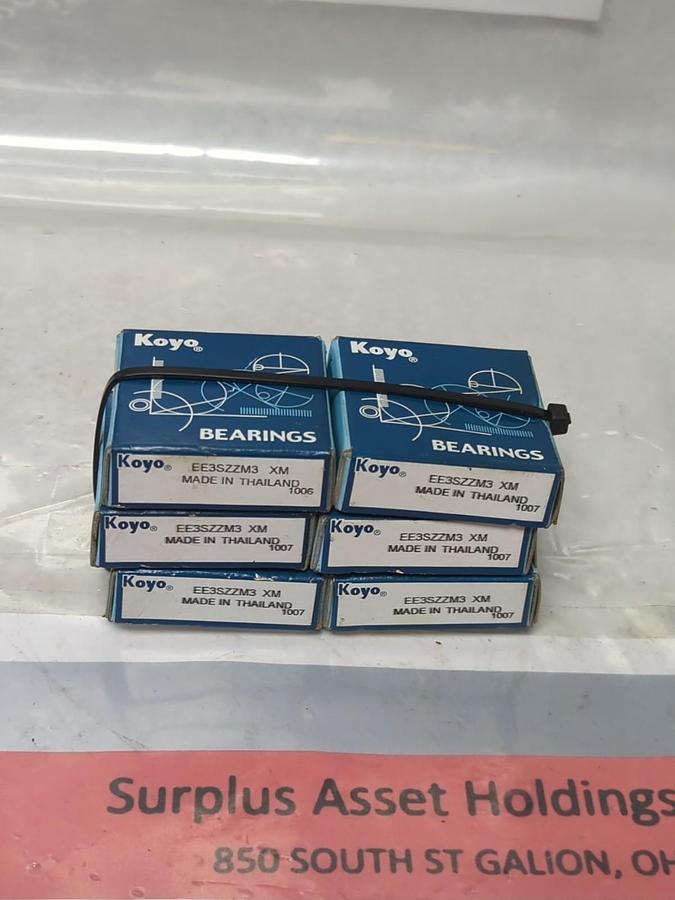 Koyo®
BEARINGS
Koyo®
EE3SZZM3 XM
MADE IN THAILAND
1006
Koyo®
BEARINGS
Koyo®
EE3SZZM3 XM
MADE IN THAILAND
1007
Koyo®
EE3SZZM3 XM
MADE IN THAILAND
1007
Koyo®
EE3SZZM3 XM
MADE IN THAILAND
1007
Koyo®
EE3SZZM3 XM
MADE IN THAILAND
1007
Koyo®
EE3SZZM3 XM
MADE IN THAILAND
1007
Surplus Asset Holdings
850 SOUTH ST GALION, OH